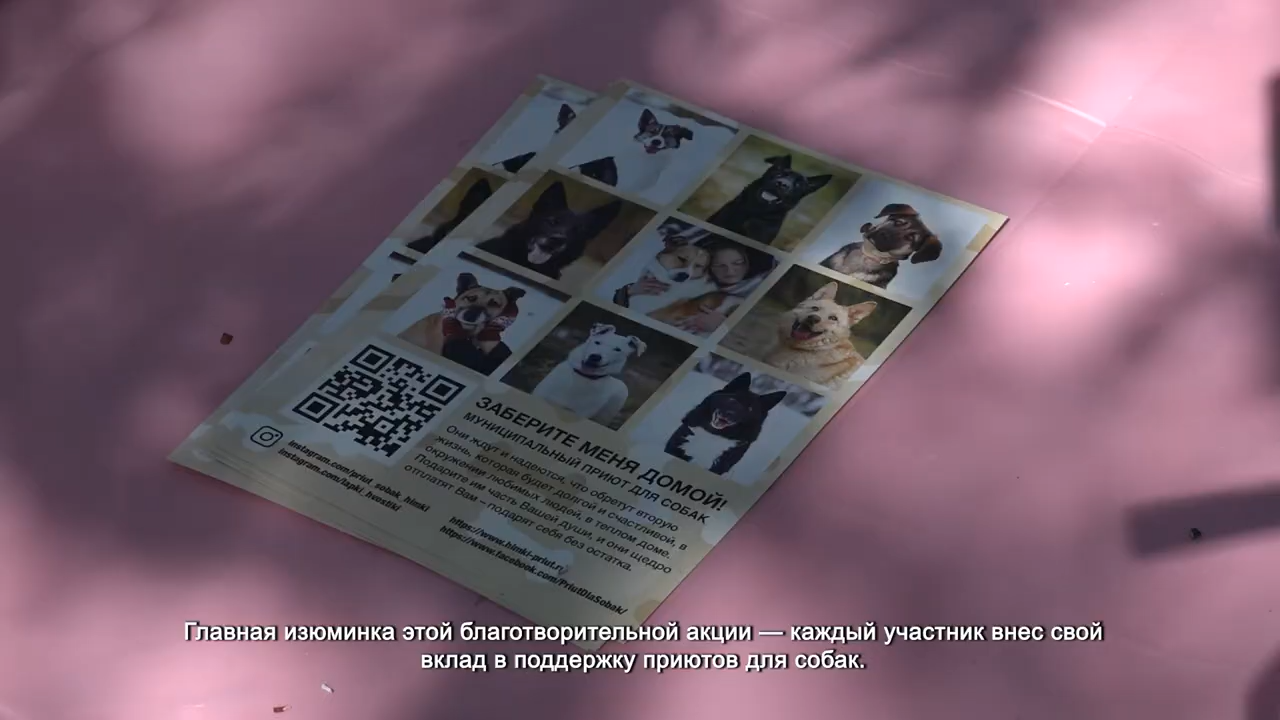 ЗАБЕРИТЕ МЕНЯ ДОМОЙ!
МУНИЦИПАЛЬНЫЙ ПРИЮТ ДЛЯ СОБАК
Они ждут и надеются, что обретут вторую
жизнь, которая будет долгой и счастливой, в
окружении любимых людей, в теплом доме.
Подарите им часть Вашей души, и они щедро
отплатят Вам – подарят себя без остатка.
instagram.com/priut_sobak_himki
instagram.com/lapki_hvostiki
https://www.himki-priut.ru
https://www.facebook.com/PriutDlaSobak/
Главная изюминка этой благотворительной акции — каждый участник внес свой
вклад в поддержку приютов для собак.